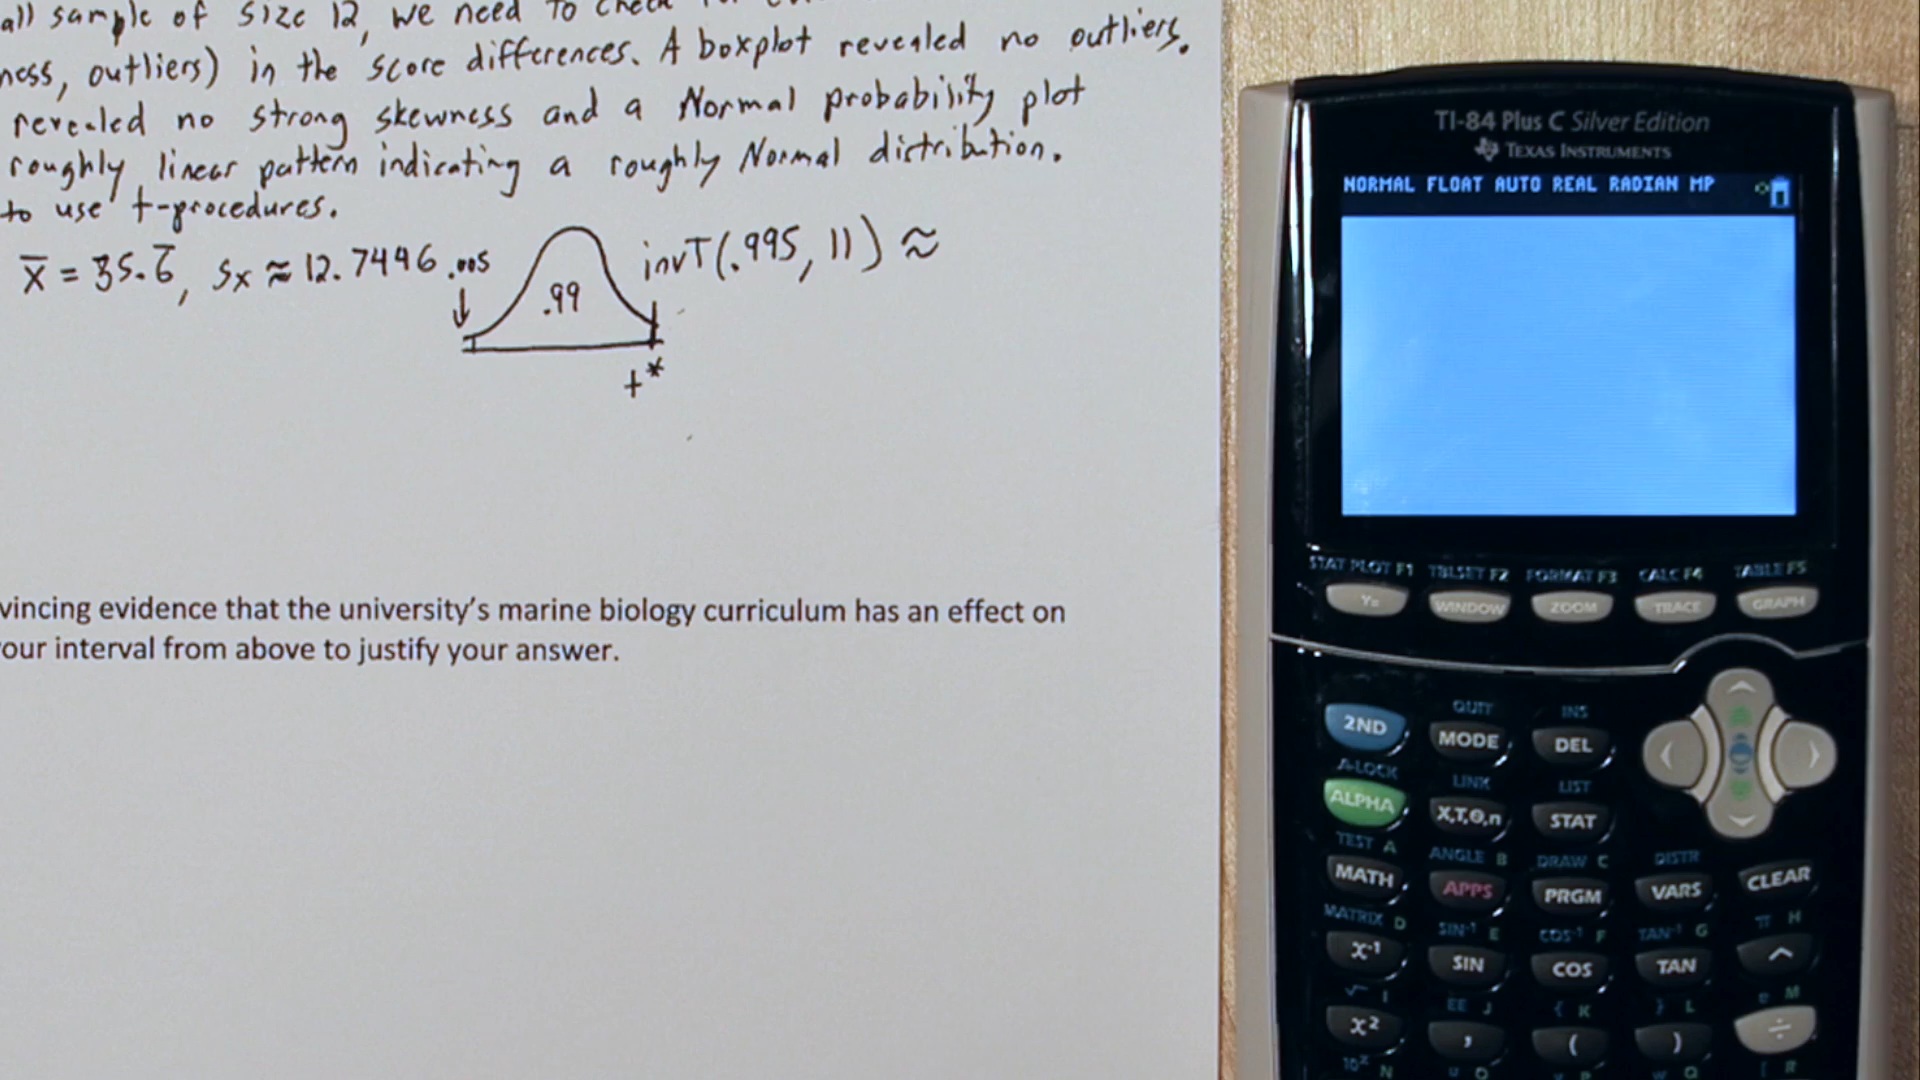 all sample of size 12, we need to check for
ness, outliers) in the score differences. A boxplot revealed no outliers.
revealed no strong skewness and a Normal probability plot
roughly linear pattern indicating a roughly Normal distribution.
to use t-procedures.
x̄ = 35.6̄, Sx ≈ 12.7446
.005
.99
t*
invT(.995, 11) ≈
vincing evidence that the university's marine biology curriculum has an effect on
our interval from above to justify your answer.
TI-84 Plus C Silver Edition
TEXAS INSTRUMENTS
NORMAL FLOAT AUTO REAL RADIAN MP
STAT PLOT F1 TBLSET F2 FORMAT F3 CALC F4 TABLE F5
Y= WINDOW ZOOM TRACE GRAPH
QUIT INS
2ND MODE DEL
A-LOCK LINK LIST
ALPHA X,T,Θ,n STAT
TEST A ANGLE B DRAW C DISTR
MATH APPS PRGM VARS CLEAR
MATRIX D SIN⁻¹ E COS⁻¹ F TAN⁻¹ G π H
x⁻¹ SIN COS TAN ^
√ I EE J { K } L e M
x² , ( ) ÷
10ˣ N